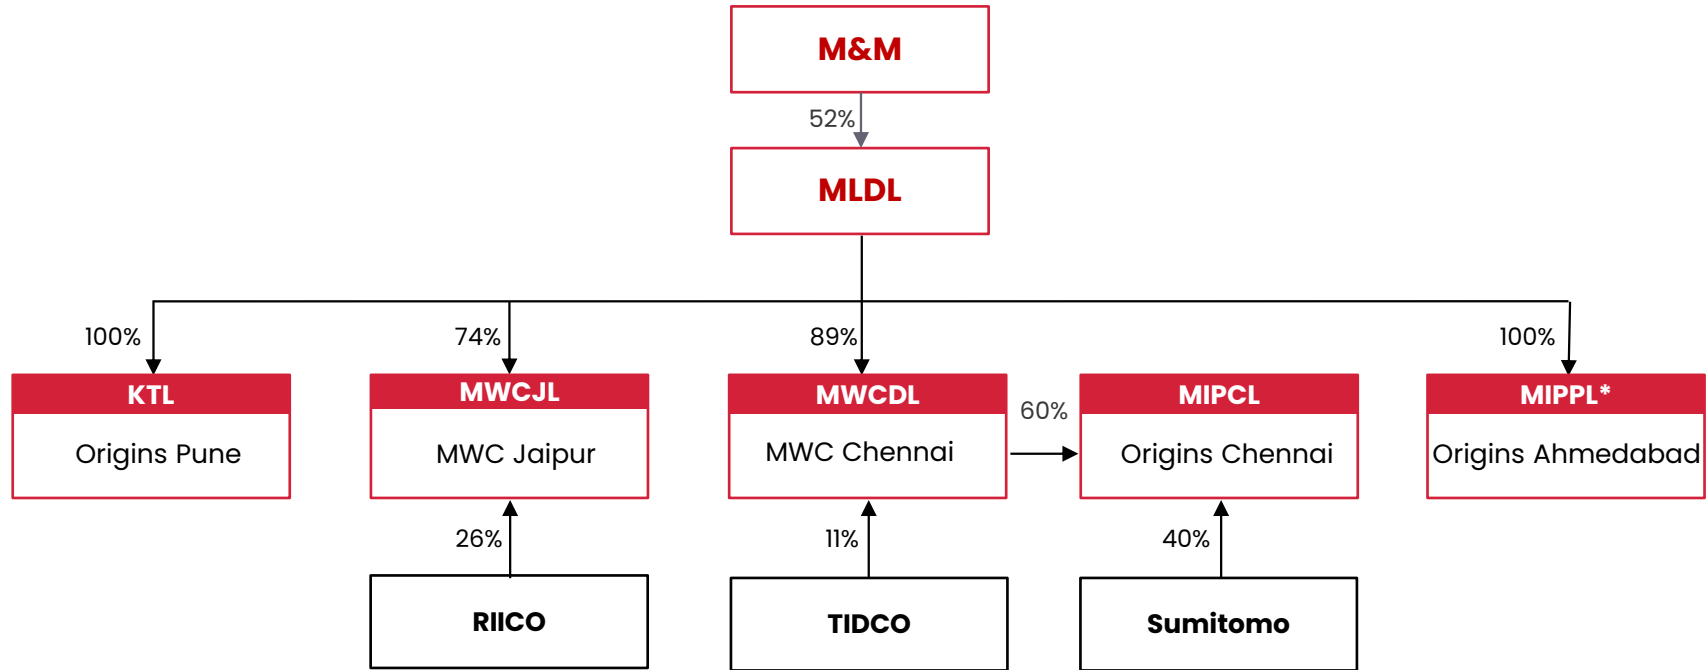 M&M
52%
MLDL
100%
74%
89%
100%
KTL
Origins Pune
MWCJL
MWC Jaipur
MWCDL
MWC Chennai
60%
MIPCL
Origins Chennai
MIPPL*
Origins Ahmedabad
26%
11%
40%
RIICO
TIDCO
Sumitomo